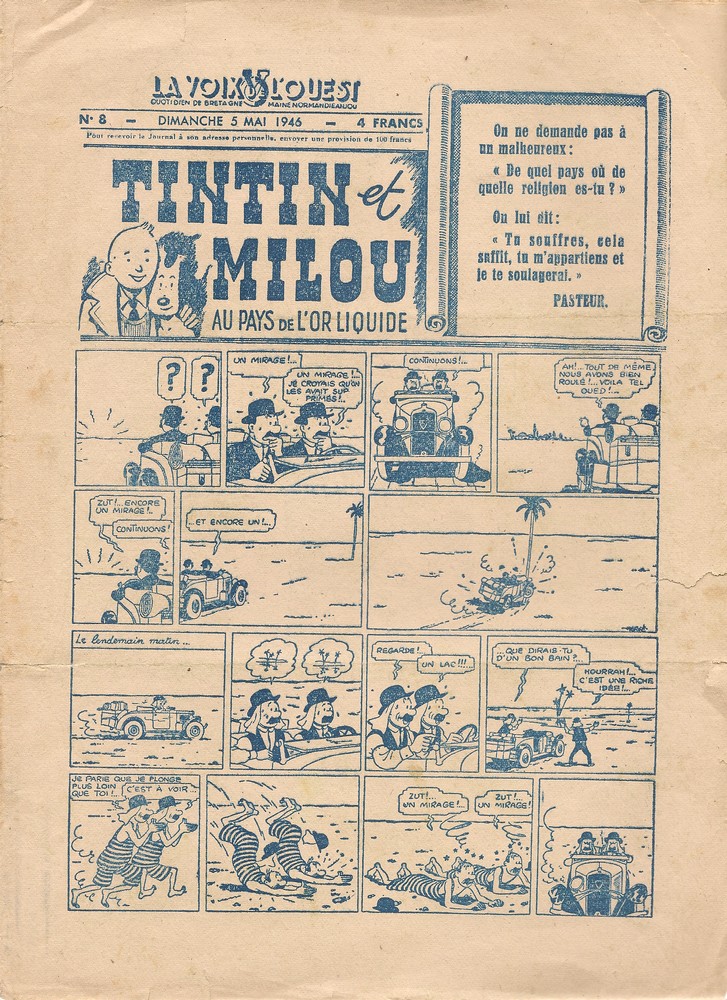 LA VOIX DE L'OUEST
QUOTIDIEN DE BRETAGNE MAINE NORMANDIE ANJOU
N° 8 – DIMANCHE 5 MAI 1946 – 4 FRANCS
Pour recevoir le Journal à son adresse personnelle, envoyer une provision de 100 francs
TINTIN et
MILOU
AU PAYS DE L'OR LIQUIDE
On ne demande pas à
un malheureux :
« De quel pays où de
quelle religion es-tu ? »
On lui dit :
« Tu souffres, cela
suffit, tu m'appartiens et
je te soulagerai. »
PASTEUR.
?
?
UN MIRAGE !...
UN MIRAGE !...
JE CROYAIS QU'ON
LES AVAIT SUP
PRIMÉS !..
CONTINUONS !...
AH !... TOUT DE MÊME
NOUS AVONS BIEN
ROULÉ !... VOILA TEL
OUED !...
ZUT !... ENCORE
UN MIRAGE !..
CONTINUONS !
...ET ENCORE UN !...
Le lendemain matin...
REGARDE !...
UN LAC !!!...
...QUE DIRAIS-TU
D'UN BON BAIN ?...
HOURRAH !...
C'EST UNE RICHE
IDÉE !...
JE PARIE QUE JE PLONGE
PLUS LOIN
QUE TOI !...
C'EST À VOIR...
ZUT !...
UN MIRAGE !...
ZUT !...
UN MIRAGE !